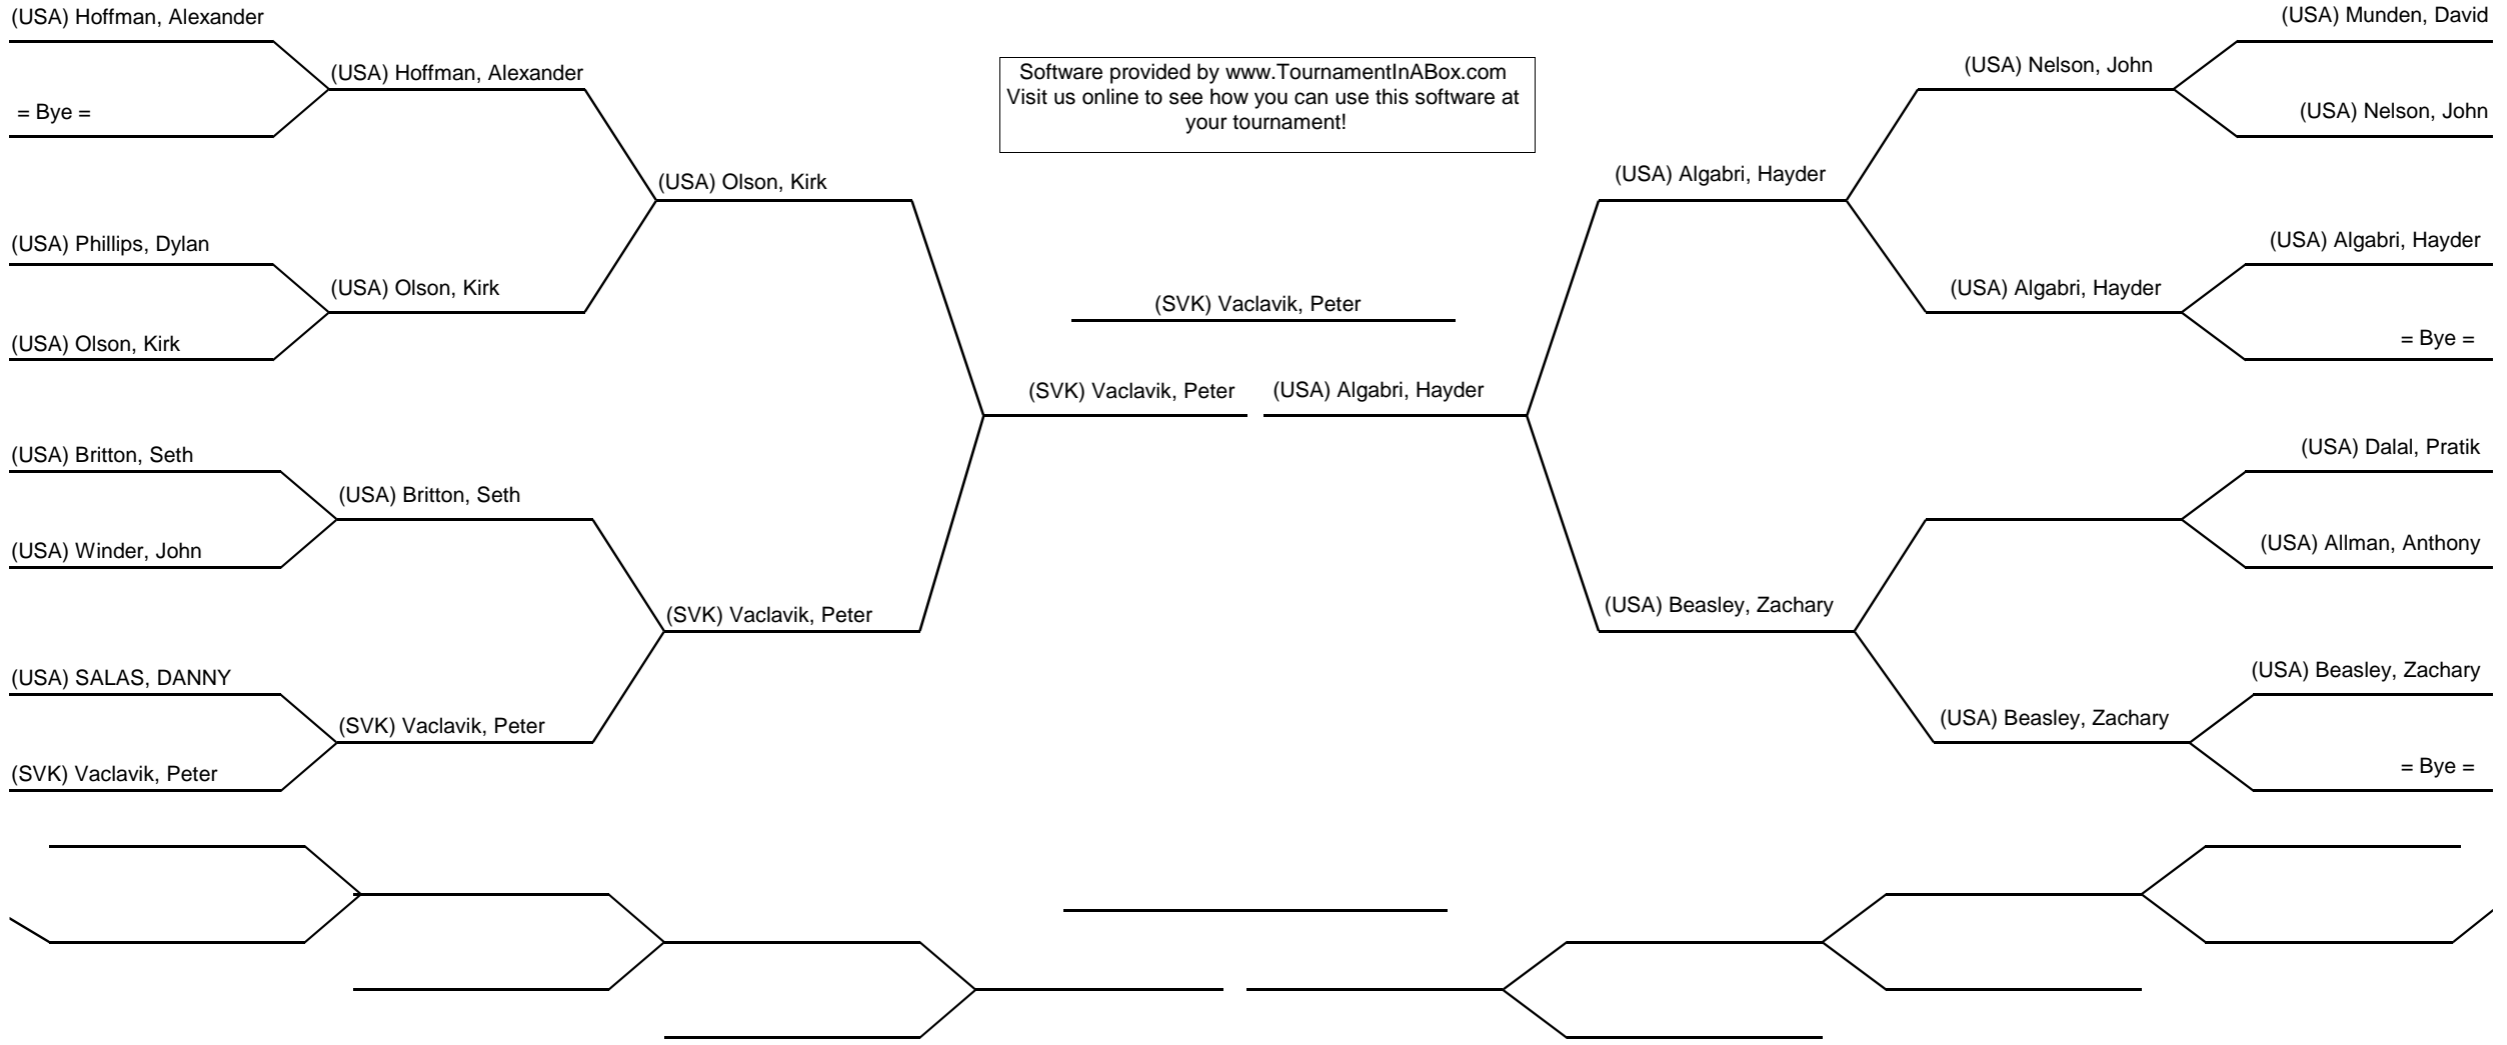 (USA) Hoffman, Alexander
= Bye =
(USA) Phillips, Dylan
(USA) Olson, Kirk
(USA) Britton, Seth
(USA) Winder, John
(USA) SALAS, DANNY
(SVK) Vaclavik, Peter
(USA) Hoffman, Alexander
(USA) Olson, Kirk
(USA) Britton, Seth
(SVK) Vaclavik, Peter
(USA) Olson, Kirk
(SVK) Vaclavik, Peter
Software provided by www.TournamentInABox.com
Visit us online to see how you can use this software at
your tournament!
(SVK) Vaclavik, Peter
(SVK) Vaclavik, Peter
(USA) Algabri, Hayder
(USA) Algabri, Hayder
(USA) Beasley, Zachary
(USA) Nelson, John
(USA) Algabri, Hayder
(USA) Beasley, Zachary
(USA) Munden, David
(USA) Nelson, John
(USA) Algabri, Hayder
= Bye =
(USA) Dalal, Pratik
(USA) Allman, Anthony
(USA) Beasley, Zachary
= Bye =